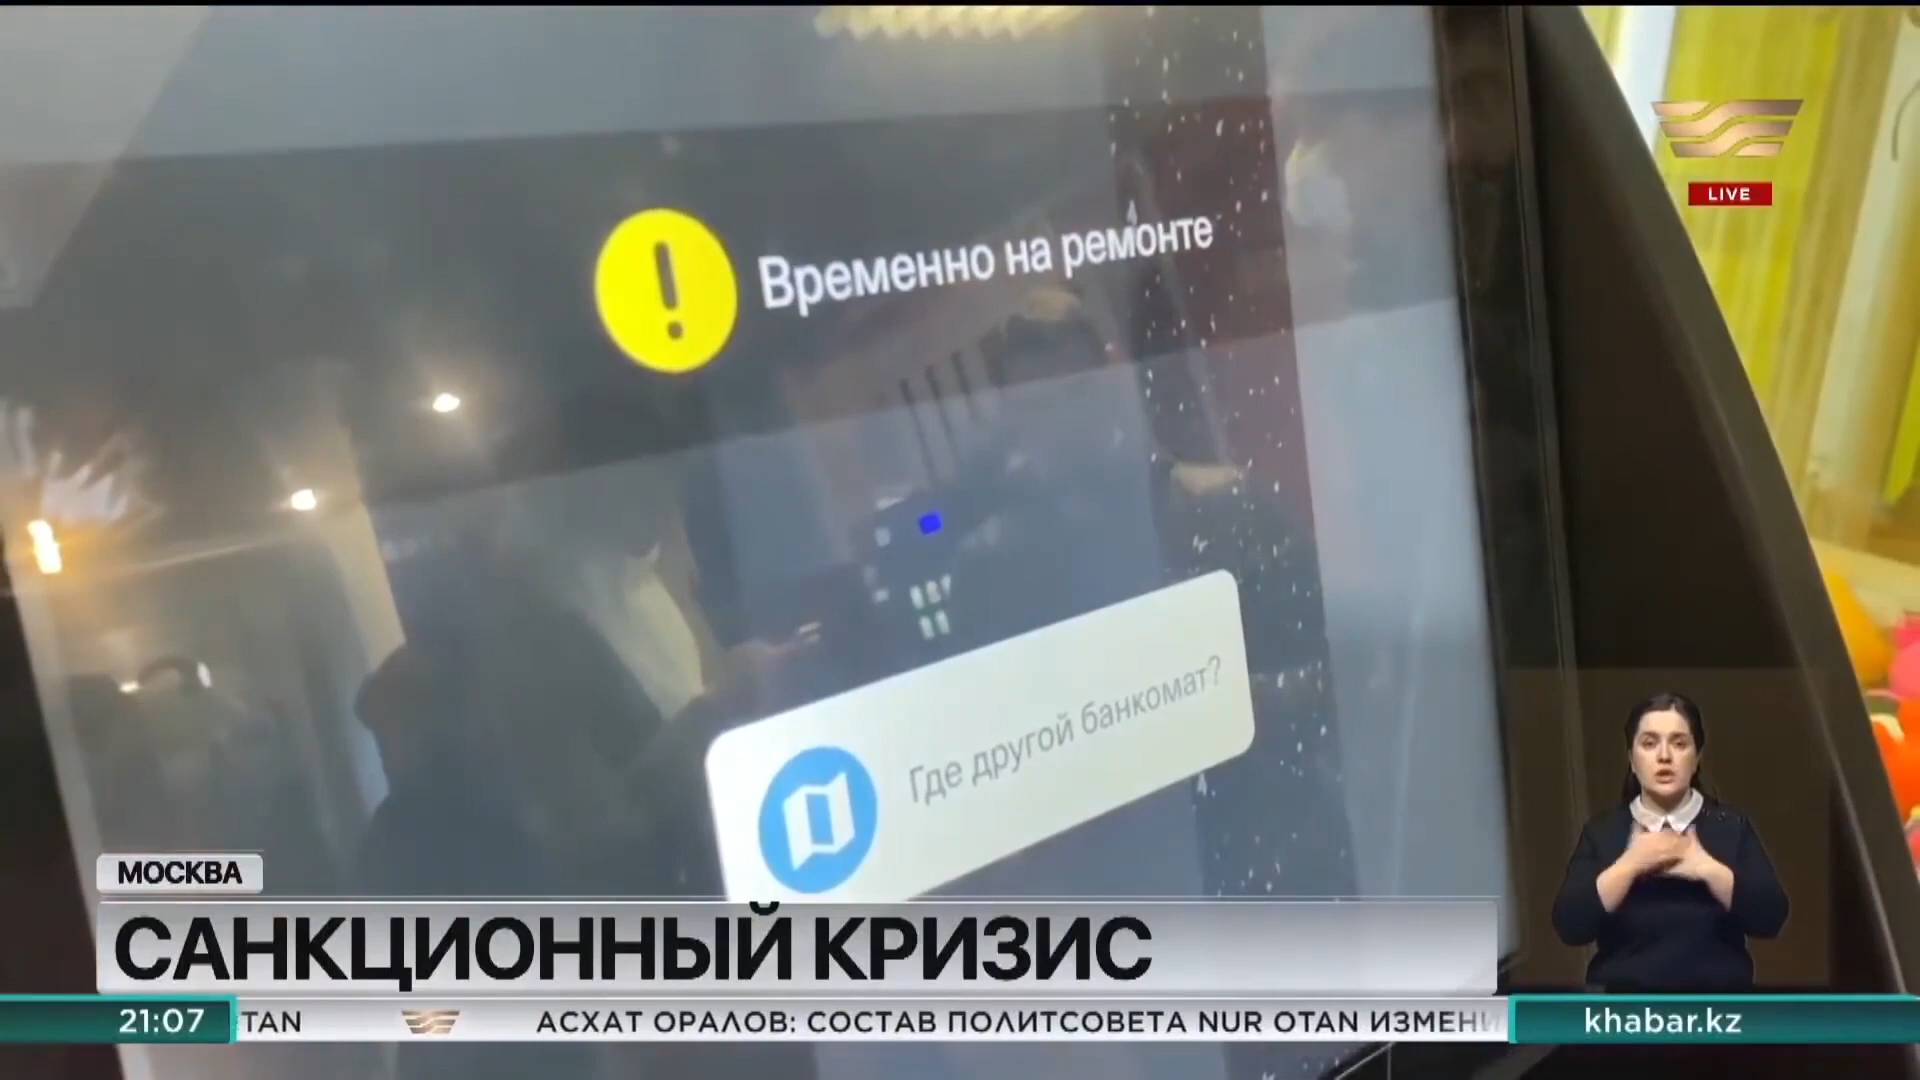 LIVE
Временно на ремонте
Где другой банкомат?
МОСКВА
САНКЦИОННЫЙ КРИЗИС
21:07
TAN
АСХАТ ОРАЛОВ: СОСТАВ ПОЛИТСОВЕТА NUR OTAN ИЗМЕНИ
khabar.kz